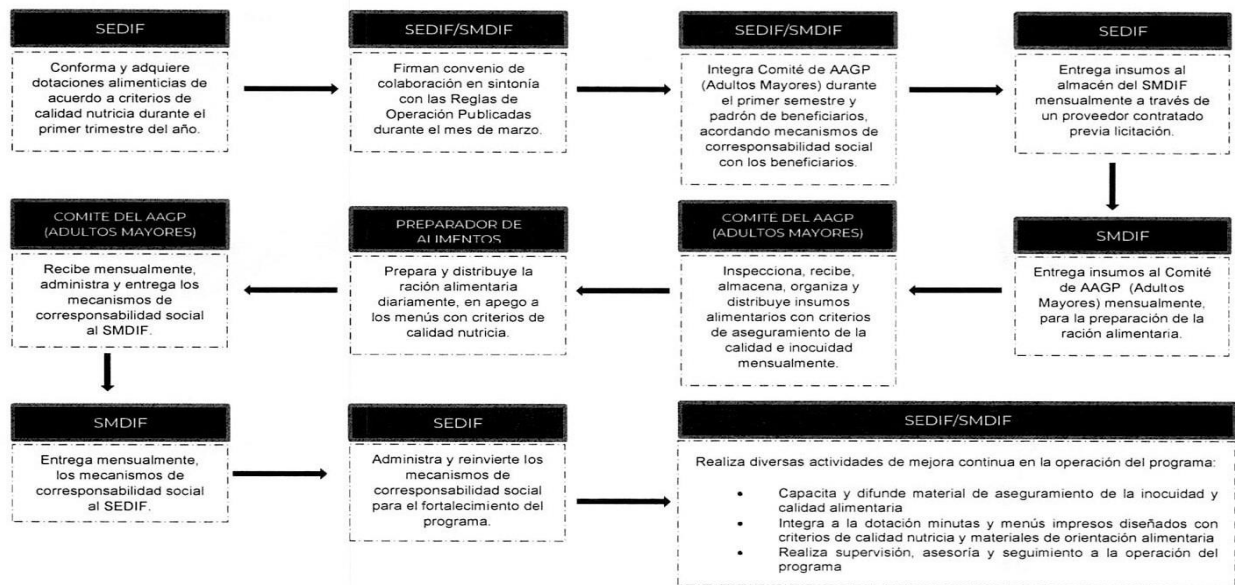 SEDIF
Conforma y adquiere
dotaciones alimenticias de
acuerdo a criterios de
calidad nutricia durante el
primer trimestre del año.
SEDIF/SMDIF
Firman convenio de
colaboración en sintonía
con las Reglas de
Operación Publicadas
durante el mes de marzo.
SEDIF/SMDIF
Integra Comité de AAGP
(Adultos Mayores) durante
el primer semestre y
padrón de beneficiarios,
acordando mecanismos de
corresponsabilidad social
con los beneficiarios.
SEDIF
Entrega insumos al
almacén del SMDIF
mensualmente a través de
un proveedor contratado
previa licitación.
SMDIF
Entrega insumos al Comité
de AAGP (Adultos
Mayores) mensualmente,
para la preparación de la
ración alimentaria.
COMITÉ DEL AAGP
(ADULTOS MAYORES)
Inspecciona, recibe,
almacena, organiza y
distribuye insumos
alimentarios con criterios
de aseguramiento de la
calidad e inocuidad
mensualmente.
PREPARADOR DE
ALIMENTOS
Prepara y distribuye la
ración alimentaria
diariamente, en apego a
los menús con criterios de
calidad nutricia.
COMITE DEL AAGP
(ADULTOS MAYORES)
Recibe mensualmente,
administra y entrega los
mecanismos de
corresponsabilidad social
al SMDIF.
SMDIF
Entrega mensualmente,
los mecanismos de
corresponsabilidad social al
SEDIF.
SEDIF
Administra y reinvierte los
mecanismos de
corresponsabilidad social
para el fortalecimiento del
programa.
SEDIF/SMDIF
Realiza diversas actividades de mejora continua en la operación del programa:
• Capacita y difunde material de aseguramiento de la inocuidad y
calidad alimentaria
• Integra a la dotación minutas y menús impresos diseñados con
criterios de calidad nutricia y materiales de orientación alimentaria
• Realiza supervisión, asesoría y seguimiento a la operación del
programa